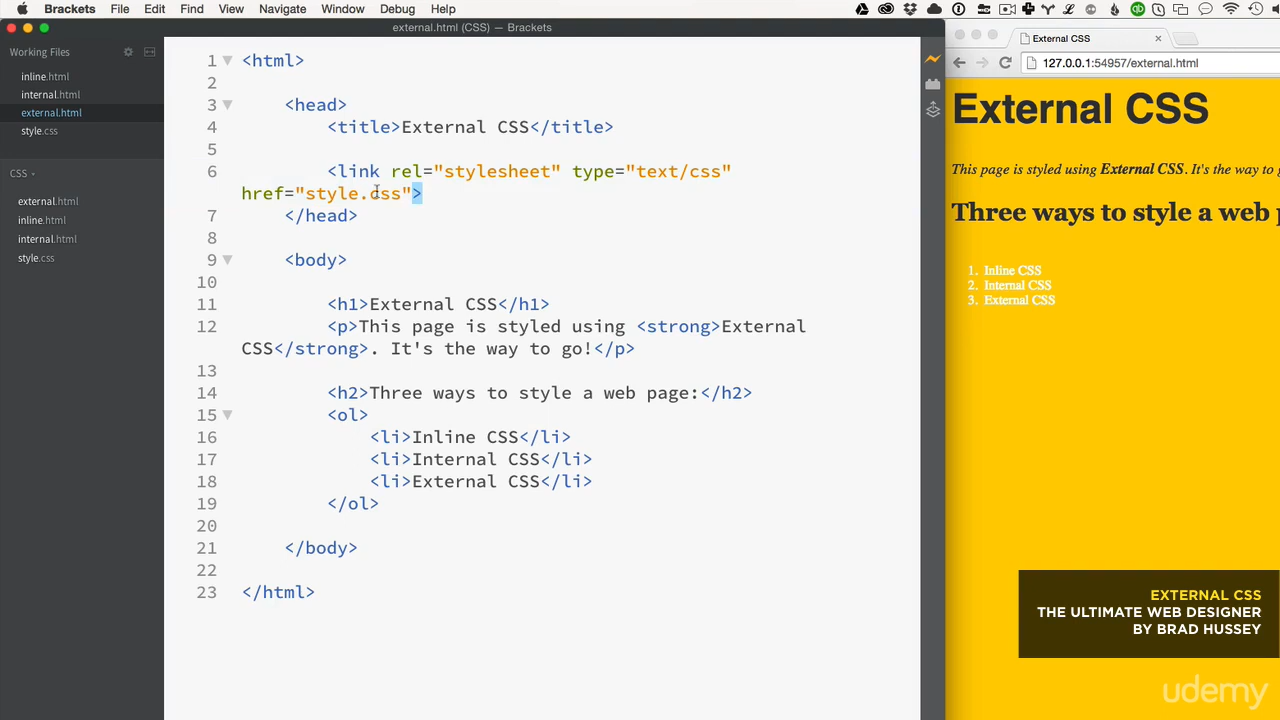 Brackets File Edit Find View Navigate Window Debug Help
external.html (CSS) — Brackets
Working Files
inline.html
internal.html
external.html
style.css
CSS
external.html
inline.html
internal.html
style.css
1 <html>
2
3 <head>
4 <title>External CSS</title>
5
6 <link rel="stylesheet" type="text/css"
href="style.css">
7 </head>
8
9 <body>
10
11 <h1>External CSS</h1>
12 <p>This page is styled using <strong>External
CSS</strong>. It's the way to go!</p>
13
14 <h2>Three ways to style a web page:</h2>
15 <ol>
16 <li>Inline CSS</li>
17 <li>Internal CSS</li>
18 <li>External CSS</li>
19 </ol>
20
21 </body>
22
23 </html>
External CSS
127.0.0.1:54957/external.html
External CSS
This page is styled using External CSS. It's the way
Three ways to style a web p
1. Inline CSS
2. Internal CSS
3. External CSS
EXTERNAL CSS
THE ULTIMATE WEB DESIGNER
BY BRAD HUSSEY
udemy